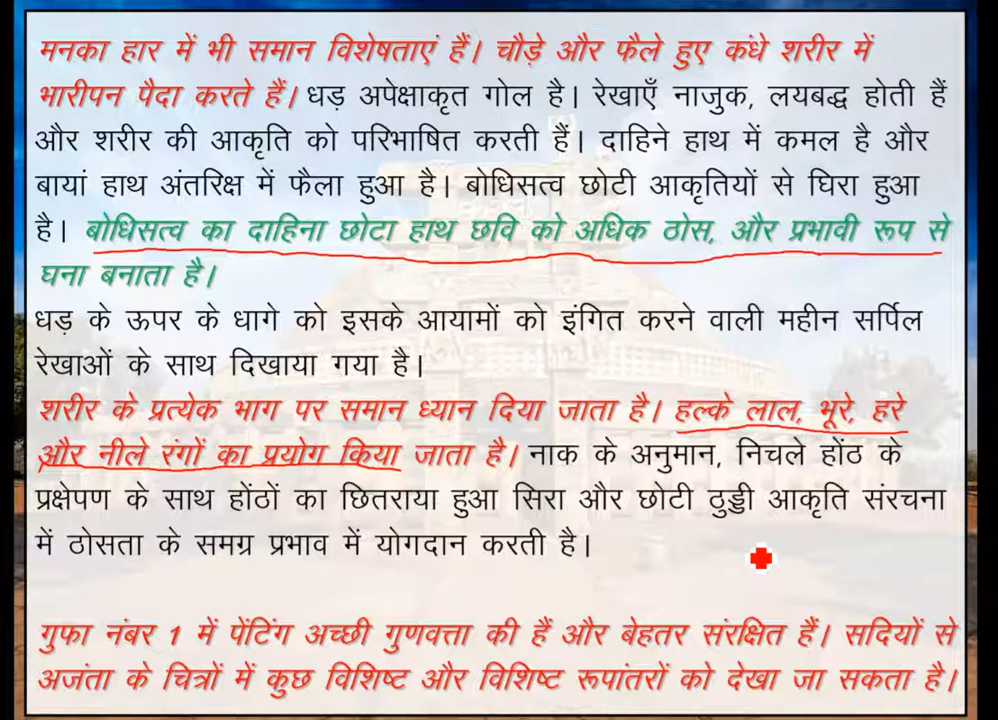 मनका हार में भी समान विशेषताएं हैं। चौड़े और फैले हुए कंधे शरीर में
भारीपन पैदा करते हैं। धड़ अपेक्षाकृत गोल है। रेखाएँ नाजुक, लयबद्ध होती हैं
और शरीर की आकृति को परिभाषित करती हैं। दाहिने हाथ में कमल है और
बायां हाथ अंतरिक्ष में फैला हुआ है। बोधिसत्व छोटी आकृतियों से घिरा हुआ
है। बोधिसत्व का दाहिना छोटा हाथ छवि को अधिक ठोस, और प्रभावी रूप से
घना बनाता है।
धड़ के ऊपर के धागे को इसके आयामों को इंगित करने वाली महीन सर्पिल
रेखाओं के साथ दिखाया गया है।
शरीर के प्रत्येक भाग पर समान ध्यान दिया जाता है। हल्के लाल, भूरे, हरे
और नीले रंगों का प्रयोग किया जाता है। नाक के अनुमान, निचले होंठ के
प्रक्षेपण के साथ होंठों का छितराया हुआ सिरा और छोटी ठुड्डी आकृति संरचना
में ठोसता के समग्र प्रभाव में योगदान करती है।
गुफा नंबर 1 में पेंटिंग अच्छी गुणवत्ता की हैं और बेहतर संरक्षित हैं। सदियों से
अजंता के चित्रों में कुछ विशिष्ट और विशिष्ट रूपांतरों को देखा जा सकता है।